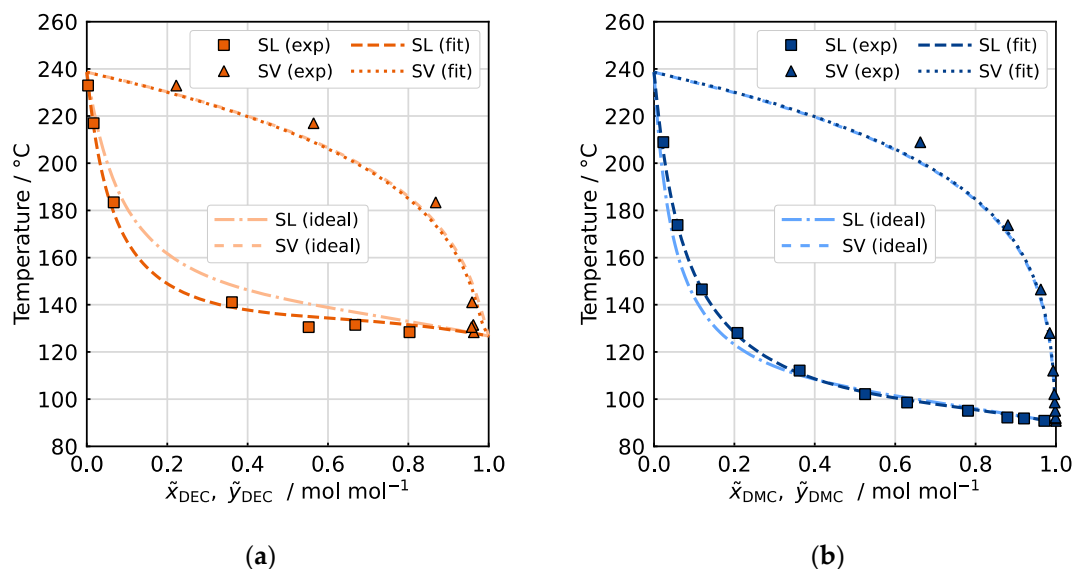 260
240
220
200
180
160
140
120
100
80
Temperature / °C
SL (exp)
SV (exp)
SL (fit)
SV (fit)
SL (ideal)
SV (ideal)
0.0 0.2 0.4 0.6 0.8 1.0
x̃DEC, ỹDEC / mol mol⁻¹
(a)
260
240
220
200
180
160
140
120
100
80
Temperature / °C
SL (exp)
SV (exp)
SL (fit)
SV (fit)
SL (ideal)
SV (ideal)
0.0 0.2 0.4 0.6 0.8 1.0
x̃DMC, ỹDMC / mol mol⁻¹
(b)